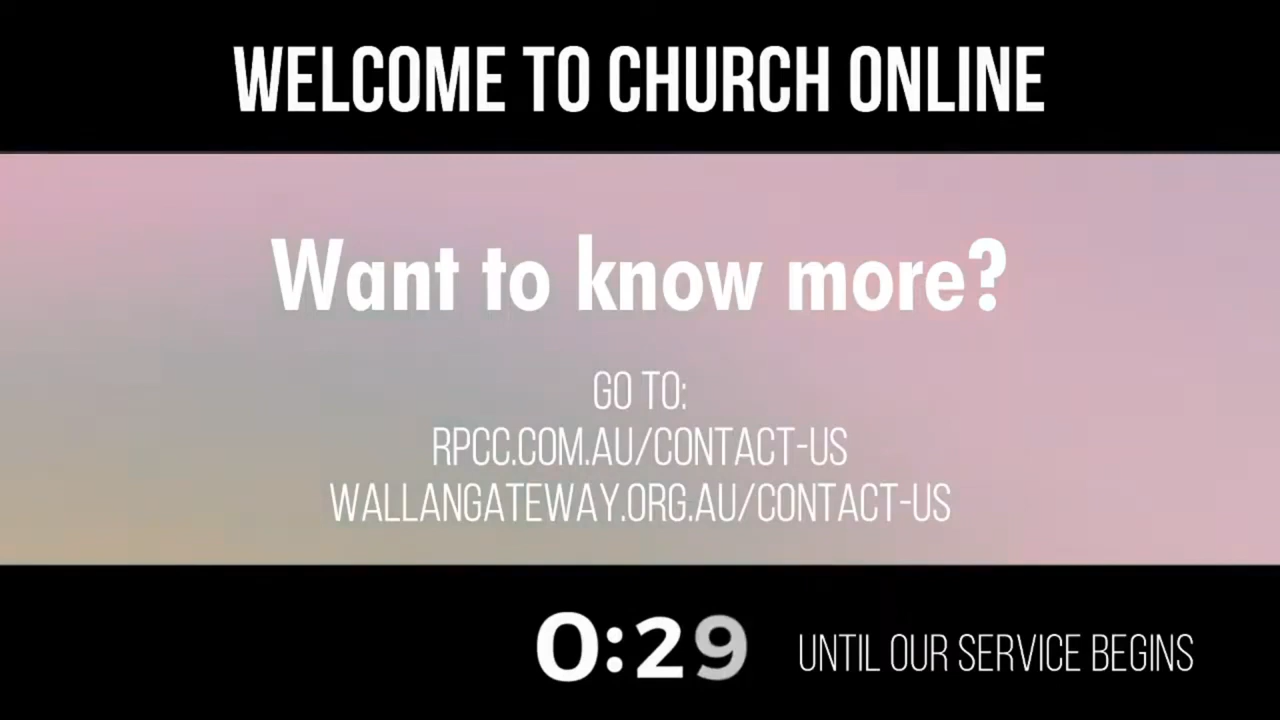 WELCOME TO CHURCH ONLINE
Want to know more?
GO TO:
RPCC.COM.AU/CONTACT-US
WALLANGATEWAY.ORG.AU/CONTACT-US
0:29 UNTIL OUR SERVICE BEGINS